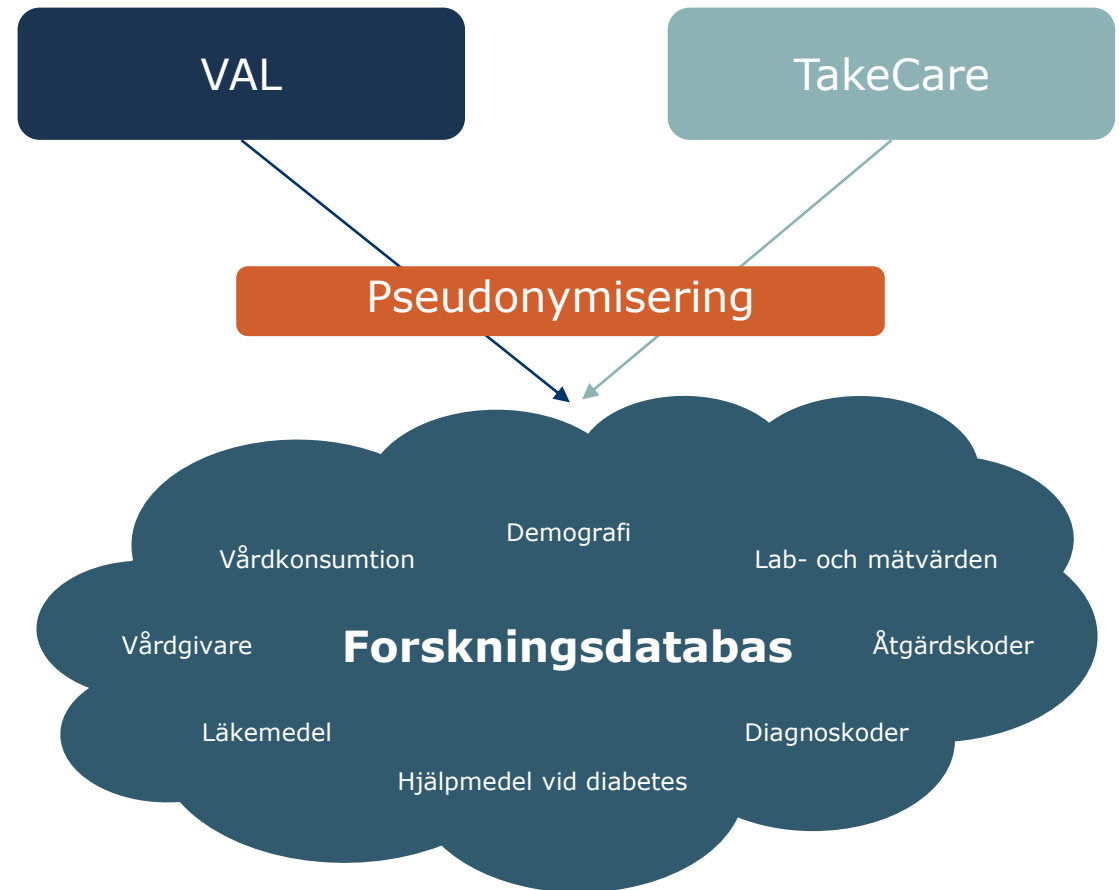 VAL
TakeCare
Pseudonymisering
Demografi
Vårdkonsumtion
Lab- och mätvärden
Vårdgivare
Forskningsdatabas
Åtgärdskoder
Läkemedel
Diagnoskoder
Hjälpmedel vid diabetes